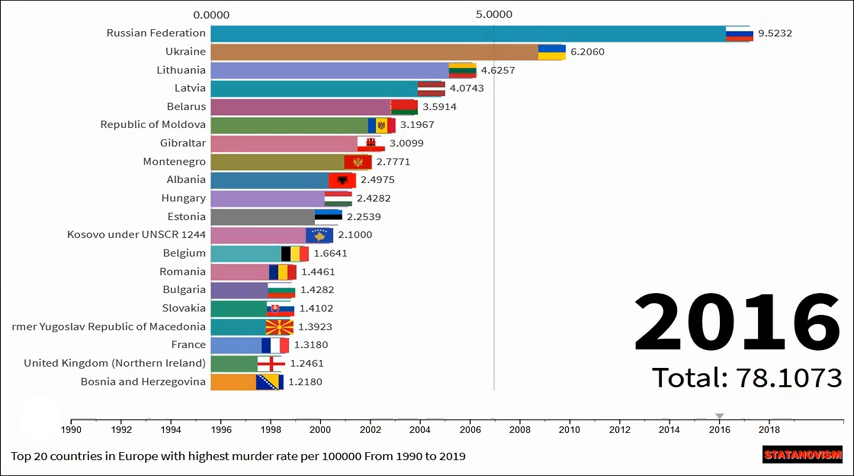 0.0000 5.0000
Russian Federation 9.5232
Ukraine 6.2060
Lithuania 4.6257
Latvia 4.0743
Belarus 3.5914
Republic of Moldova 3.1967
Gibraltar 3.0099
Montenegro 2.7771
Albania 2.4975
Hungary 2.4282
Estonia 2.2539
Kosovo under UNSCR 1244 2.1000
Belgium 1.6641
Romania 1.4461
Bulgaria 1.4282
Slovakia 1.4102
rmer Yugoslav Republic of Macedonia 1.3923
France 1.3180
United Kingdom (Northern Ireland) 1.2461
Bosnia and Herzegovina 1.2180
2016
Total: 78.1073
1990 1992 1994 1996 1998 2000 2002 2004 2006 2008 2010 2012 2014 2016 2018
Top 20 countries in Europe with highest murder rate per 100000 From 1990 to 2019
STATANOVISM